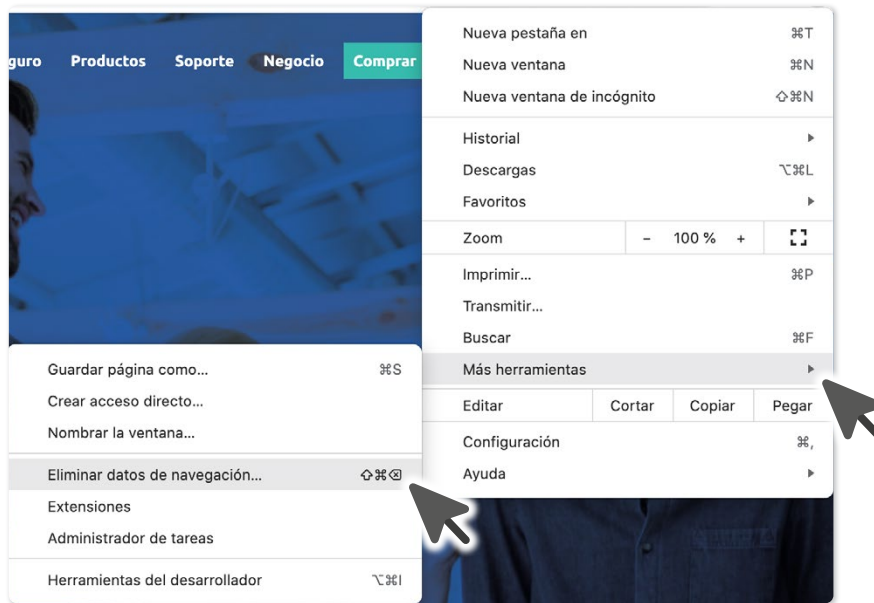 guro Productos Soporte Negocio Comprar
Nueva pestaña en ⌘T
Nueva ventana ⌘N
Nueva ventana de incógnito ⇧⌘N
Historial
Descargas ⌥⌘L
Favoritos
Zoom - 100 % +
Imprimir... ⌘P
Transmitir...
Buscar ⌘F
Más herramientas
Editar Cortar Copiar Pegar
Configuración ⌘,
Ayuda
Guardar página como... ⌘S
Crear acceso directo...
Nombrar la ventana...
Eliminar datos de navegación... ⇧⌘⌫
Extensiones
Administrador de tareas
Herramientas del desarrollador ⌥⌘I